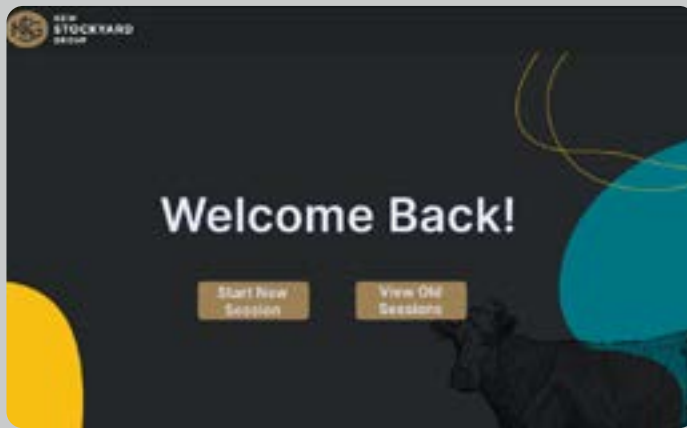 NEW
STOCKYARD
GROUP
Welcome Back!
Start New
Session
View Old
Sessions